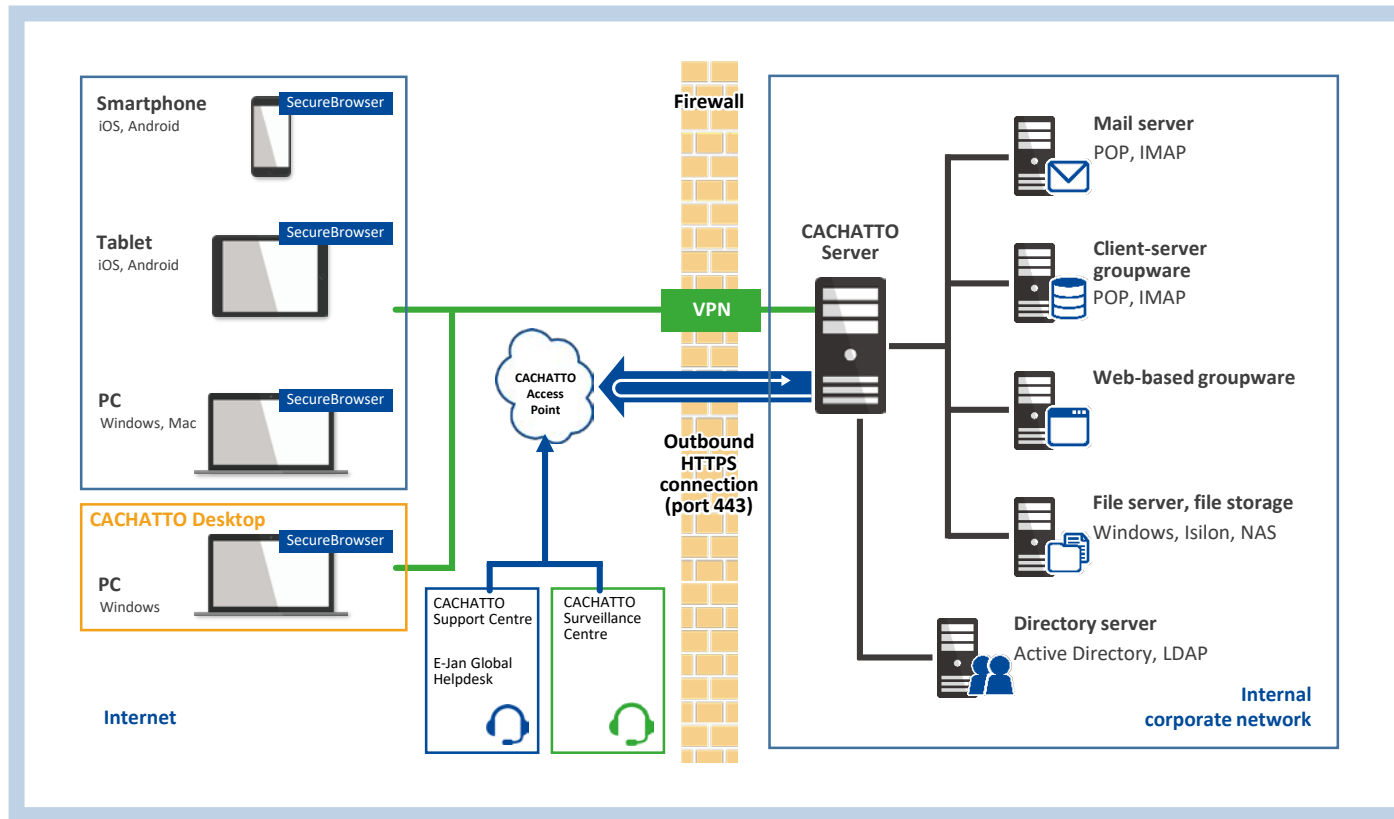 Smartphone
iOS, Android
SecureBrowser
Tablet
iOS, Android
SecureBrowser
PC
Windows, Mac
SecureBrowser
CACHATTO Desktop
SecureBrowser
PC
Windows
Internet
CACHATTO
Access
Point
CACHATTO
Support Centre
E-Jan Global
Helpdesk
CACHATTO
Surveillance
Centre
Firewall
VPN
Outbound
HTTPS
connection
(port 443)
CACHATTO
Server
Mail server
POP, IMAP
Client-server
groupware
POP, IMAP
Web-based groupware
File server, file storage
Windows, Isilon, NAS
Directory server
Active Directory, LDAP
Internal
corporate network